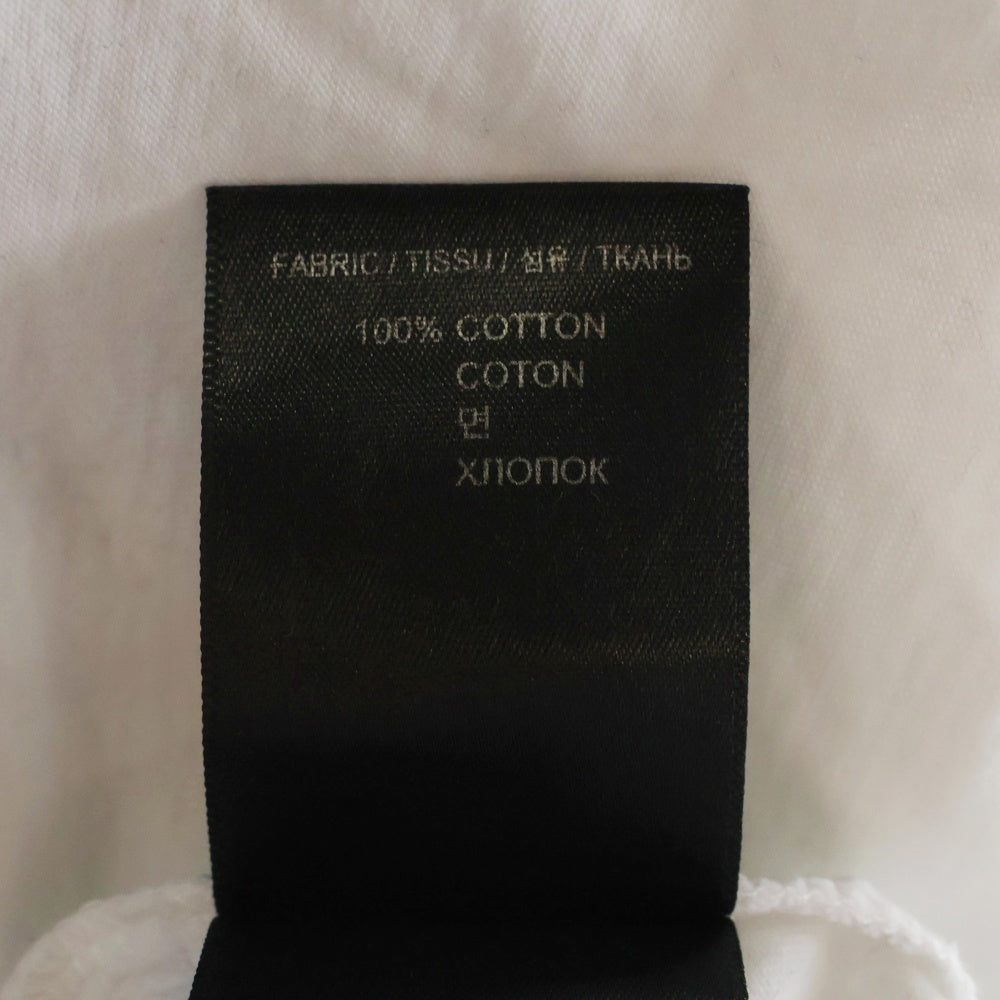 FABRIC / TISSU / 섬유 / ТКАНЬ
100% COTTON
COTON
면
ХЛОПОК